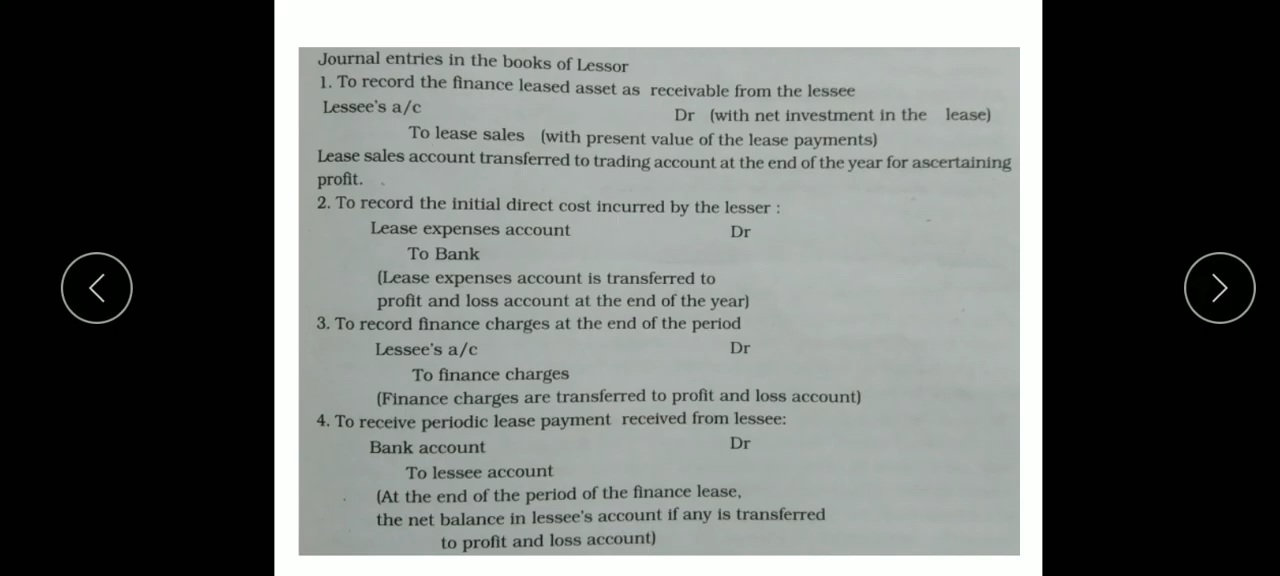 Journal entries in the books of Lessor
1. To record the finance leased asset as receivable from the lessee
Lessee's a/c Dr (with net investment in the lease)
To lease sales (with present value of the lease payments)
Lease sales account transferred to trading account at the end of the year for ascertaining
profit.
2. To record the initial direct cost incurred by the lesser :
Lease expenses account Dr
To Bank
(Lease expenses account is transferred to
profit and loss account at the end of the year)
3. To record finance charges at the end of the period
Lessee's a/c Dr
To finance charges
(Finance charges are transferred to profit and loss account)
4. To receive periodic lease payment received from lessee:
Bank account Dr
To lessee account
(At the end of the period of the finance lease,
the net balance in lessee's account if any is transferred
to profit and loss account)